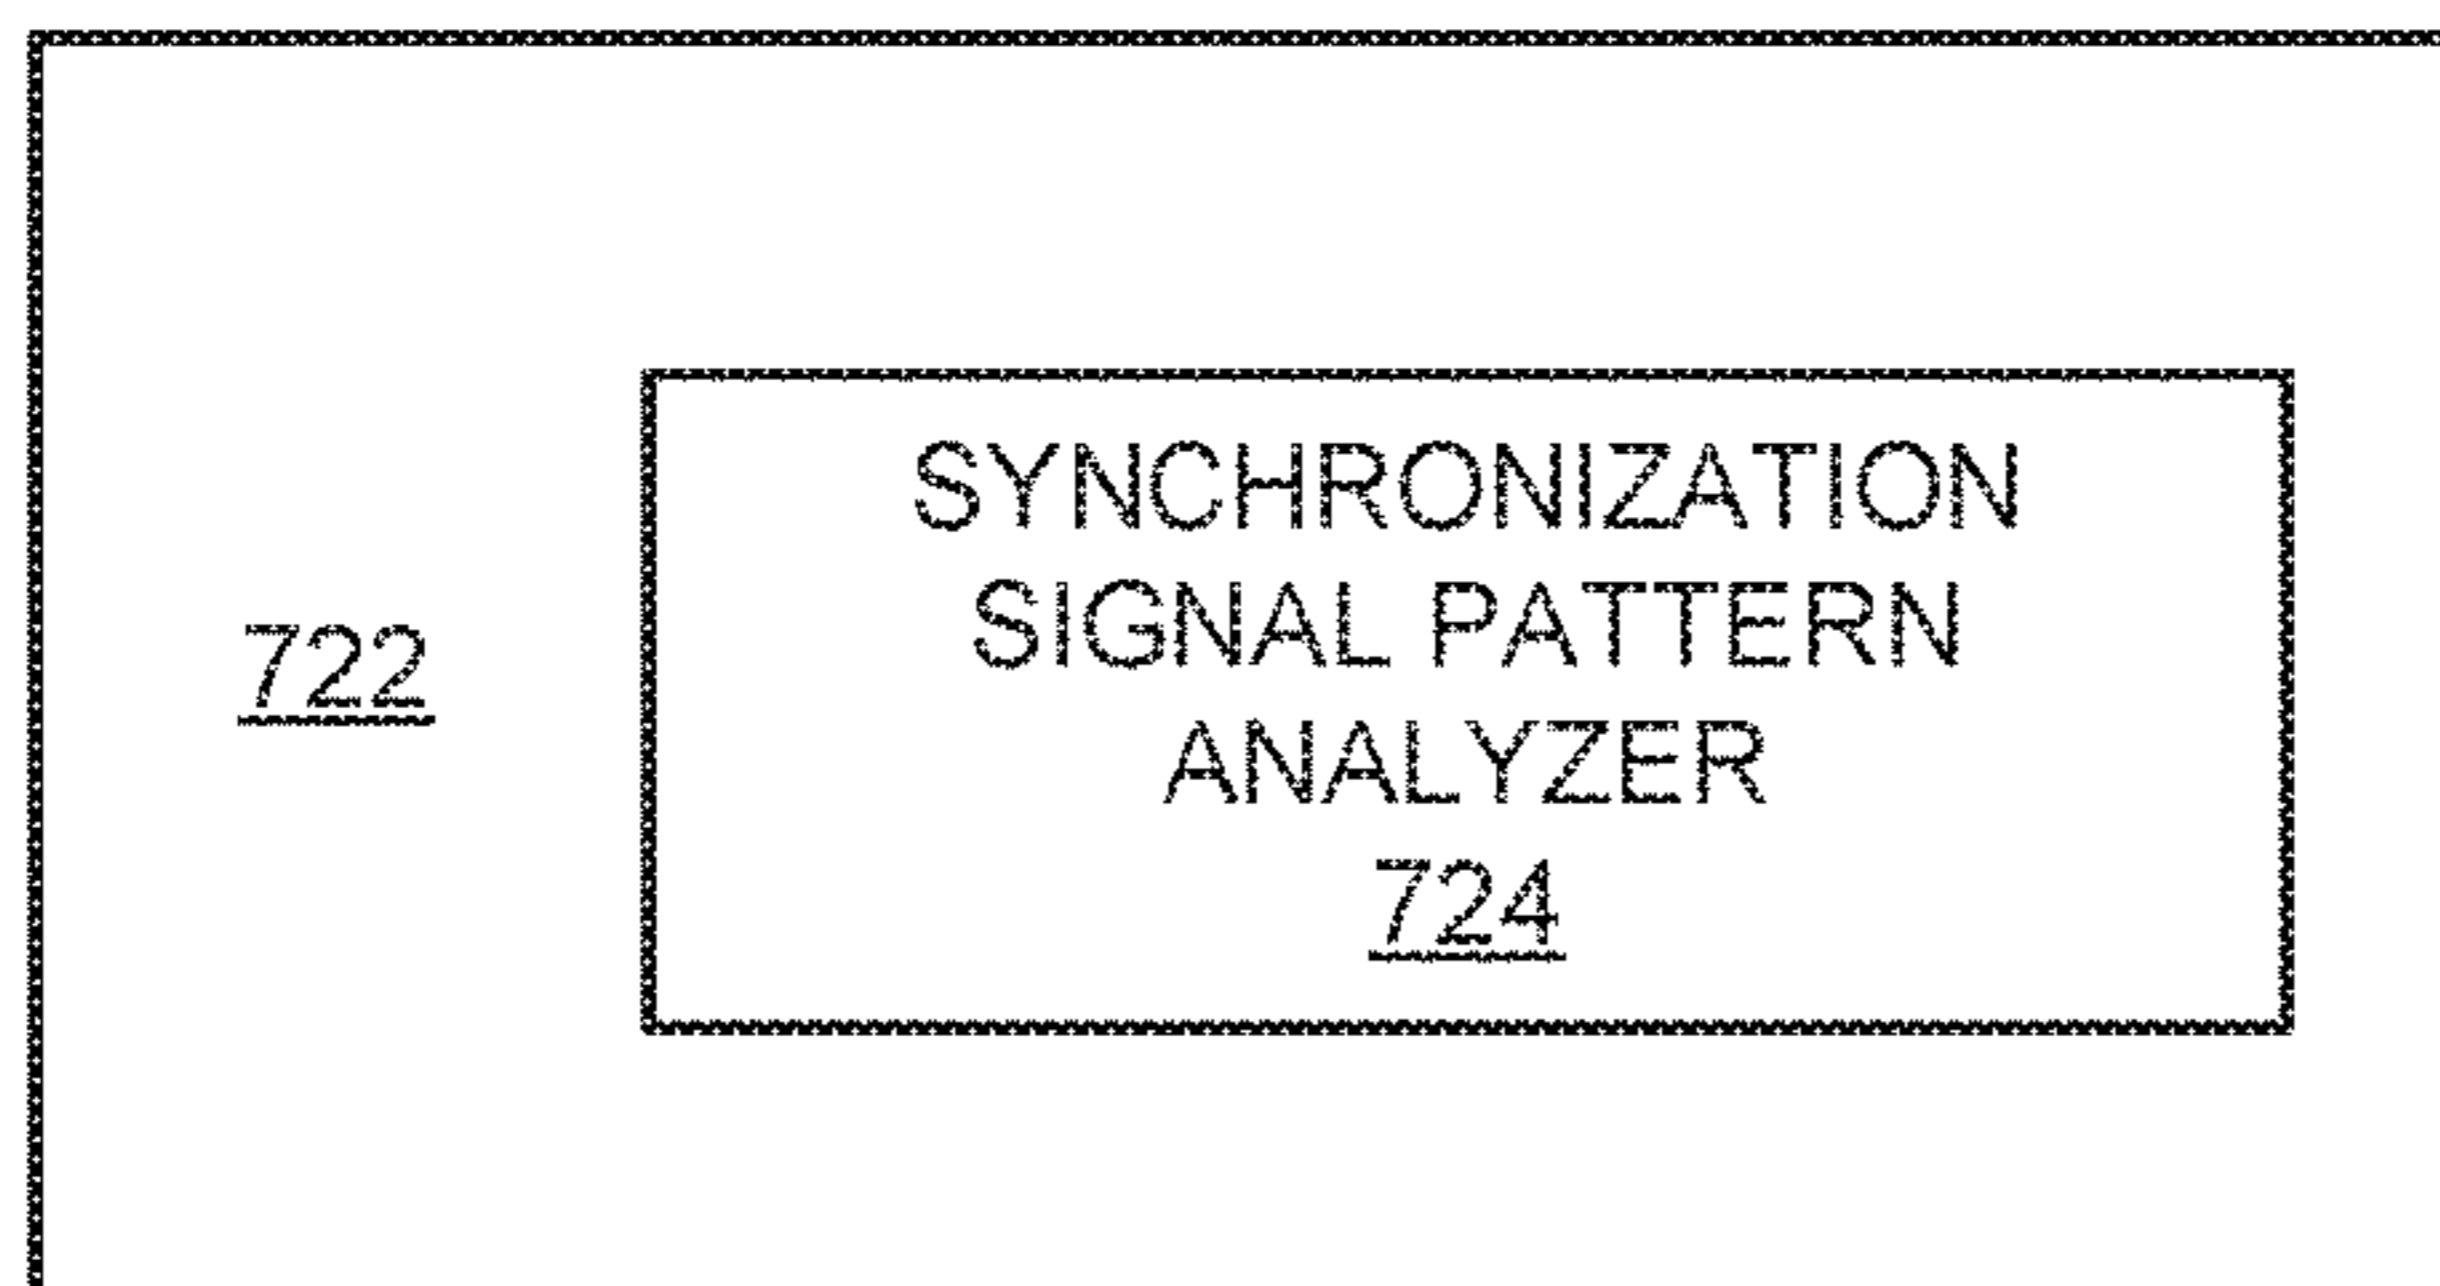 722
SYNCHRONIZATION
SIGNAL PATTERN
ANALYZER
724